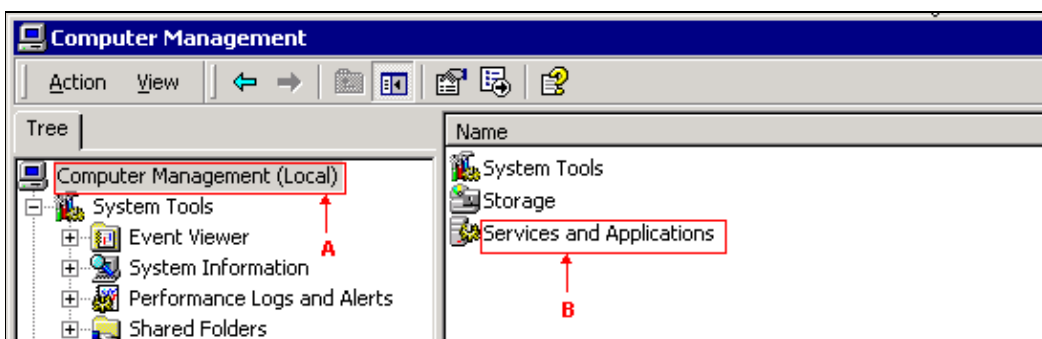 Computer Management
Action View
Tree
Name
Computer Management (Local)
System Tools
Event Viewer
System Information
Performance Logs and Alerts
Shared Folders
A
System Tools
Storage
Services and Applications
B